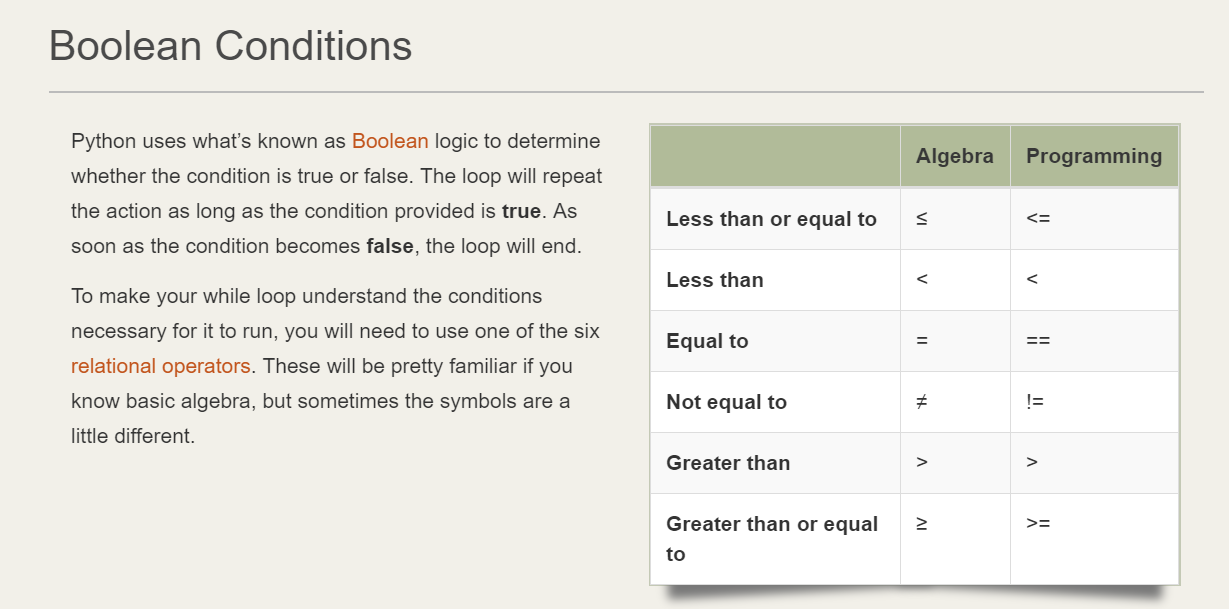 Boolean Conditions
Python uses what’s known as Boolean logic to determine
whether the condition is true or false. The loop will repeat
the action as long as the condition provided is true. As
soon as the condition becomes false, the loop will end.
To make your while loop understand the conditions
necessary for it to run, you will need to use one of the six
relational operators. These will be pretty familiar if you
know basic algebra, but sometimes the symbols are a
little different.
Algebra Programming
Less than or equal to ≤ <=
Less than < <
Equal to = ==
Not equal to ≠ !=
Greater than > >
Greater than or equal ≥ >=
to